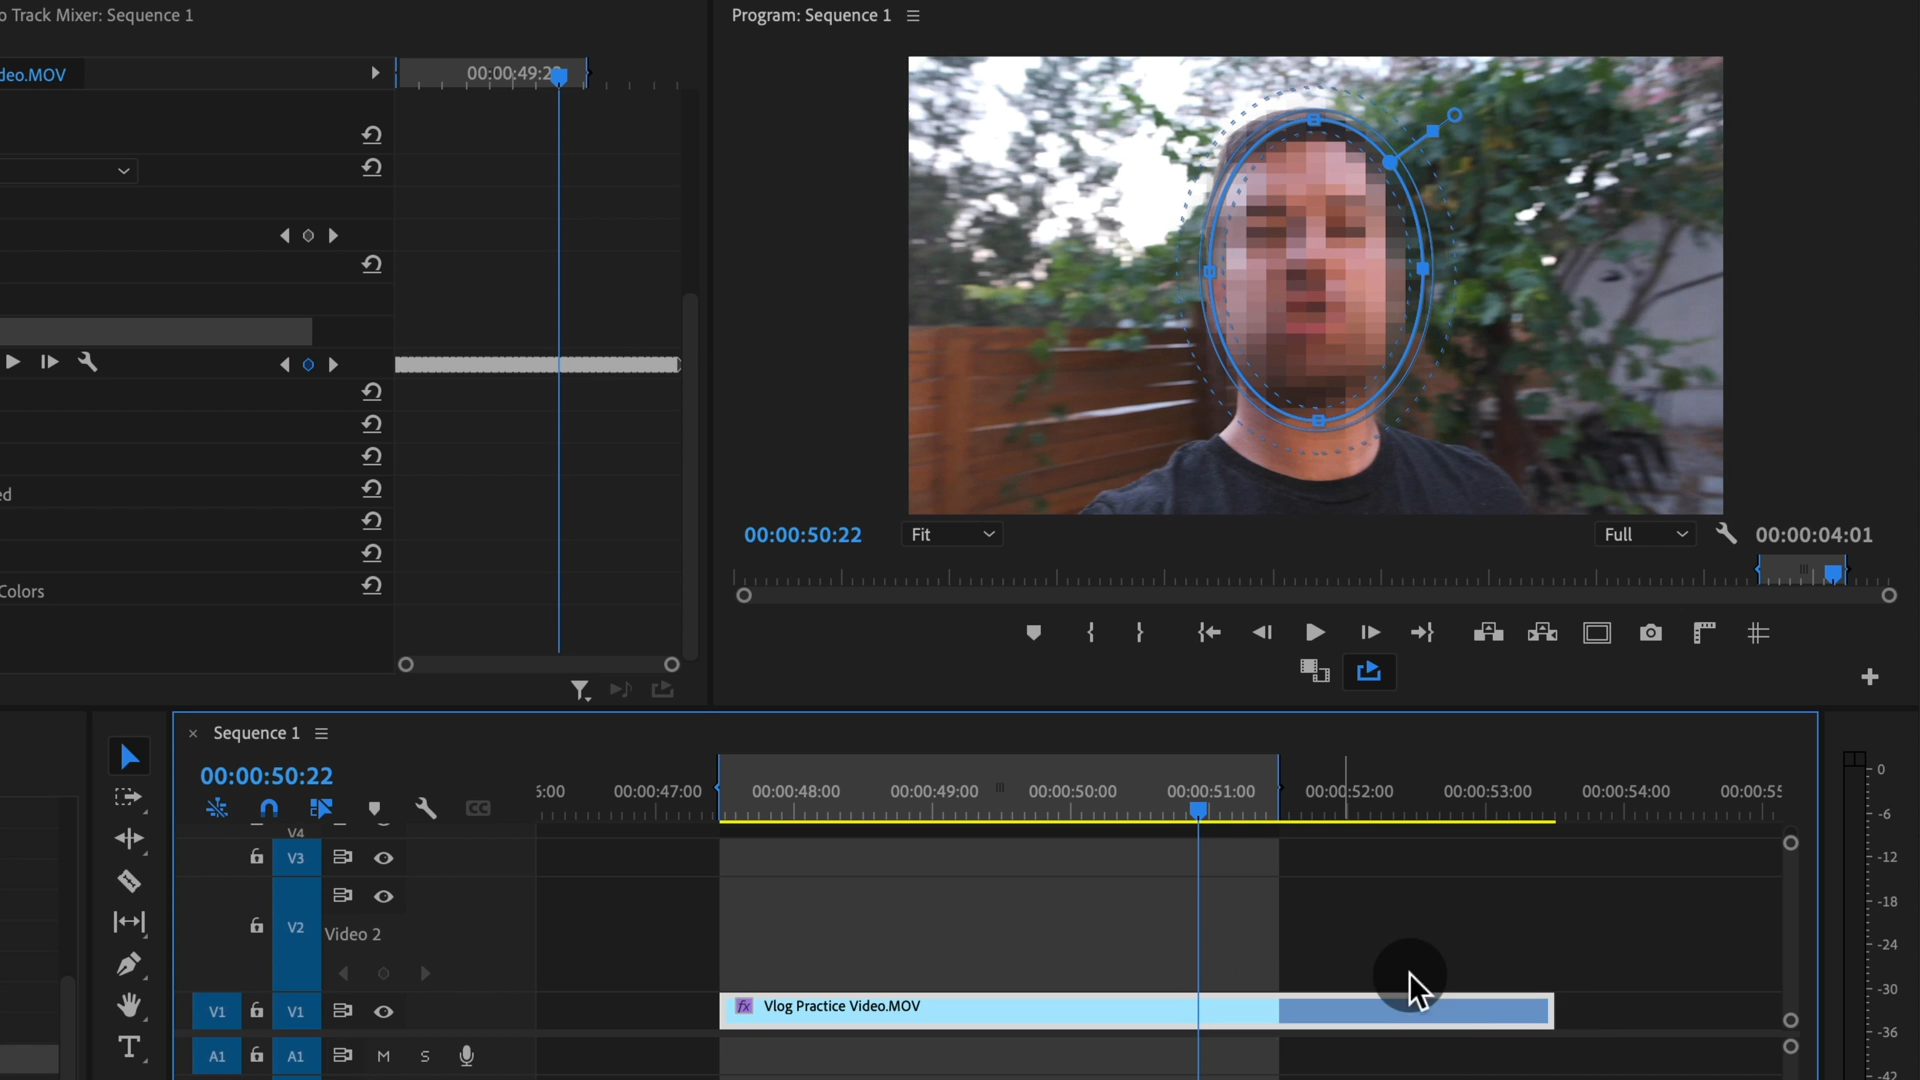 o Track Mixer: Sequence 1
Program: Sequence 1
deo.MOV
00:00:49:2
ed
Colors
00:00:50:22
Fit
Full
00:00:04:01
Sequence 1
00:00:50:22
5:00
00:00:47:00
00:00:48:00
00:00:49:00
00:00:50:00
00:00:51:00
00:00:52:00
00:00:53:00
00:00:54:00
00:00:55
CC
V4
V3
V2
Video 2
fx Vlog Practice Video.MOV
V1
V1
A1
A1
M
S
T
0
-6
-12
-18
-24
-30
-36
-42